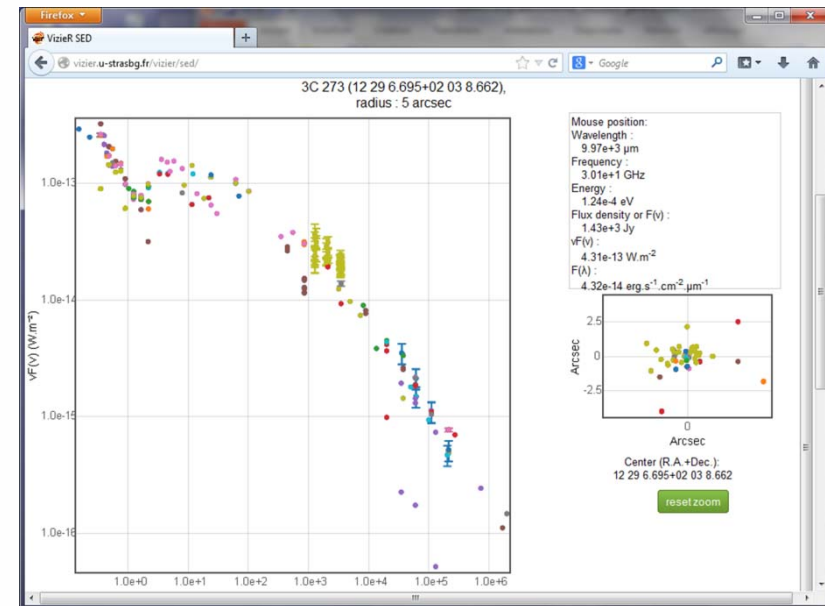 Firefox
VizieR SED
+
vizier.u-strasbg.fr/vizier/sed/
Google
3C 273 (12 29 6.695+02 03 8.662),
radius : 5 arcsec
Mouse position:
Wavelength :
9.97e+3 µm
Frequency :
3.01e+1 GHz
Energy :
1.24e-4 eV
Flux density or F(ν) :
1.43e+3 Jy
νF(ν) :
4.31e-13 W.m⁻²
F(λ) :
4.32e-14 erg.s⁻¹.cm⁻².µm⁻¹
νF(ν) (W.m⁻²)
1.0e-13
1.0e-14
1.0e-15
1.0e-16
1.0e+0 1.0e+1 1.0e+2 1.0e+3 1.0e+4 1.0e+5 1.0e+6
Arcsec
2.5
0
-2.5
0
Arcsec
Center (R.A.+Dec.):
12 29 6.695+02 03 8.662
reset zoom